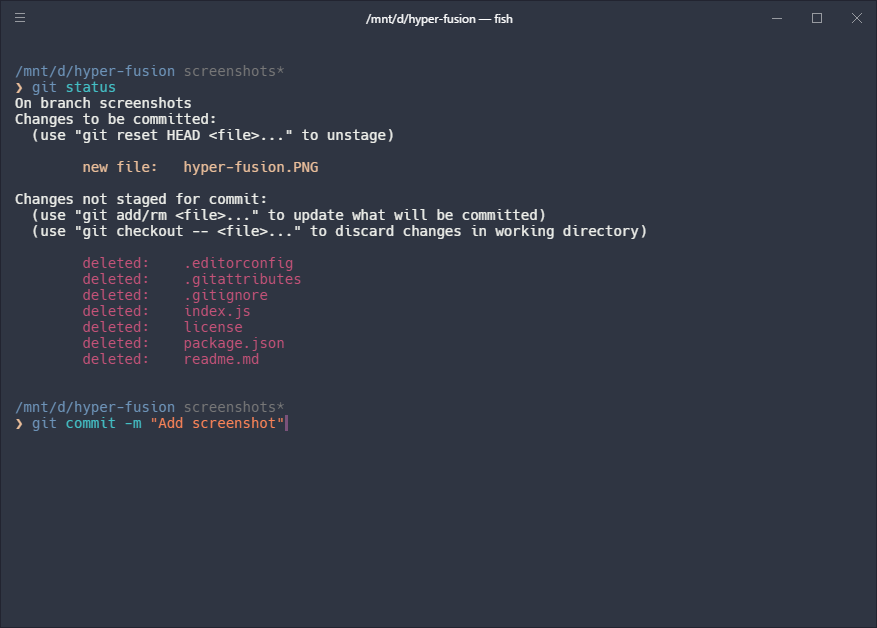 /mnt/d/hyper-fusion — fish
/mnt/d/hyper-fusion screenshots*
❯ git status
On branch screenshots
Changes to be committed:
  (use "git reset HEAD <file>..." to unstage)
        new file:   hyper-fusion.PNG
Changes not staged for commit:
  (use "git add/rm <file>..." to update what will be committed)
  (use "git checkout -- <file>..." to discard changes in working directory)
        deleted:    .editorconfig
        deleted:    .gitattributes
        deleted:    .gitignore
        deleted:    index.js
        deleted:    license
        deleted:    package.json
        deleted:    readme.md
/mnt/d/hyper-fusion screenshots*
❯ git commit -m "Add screenshot"